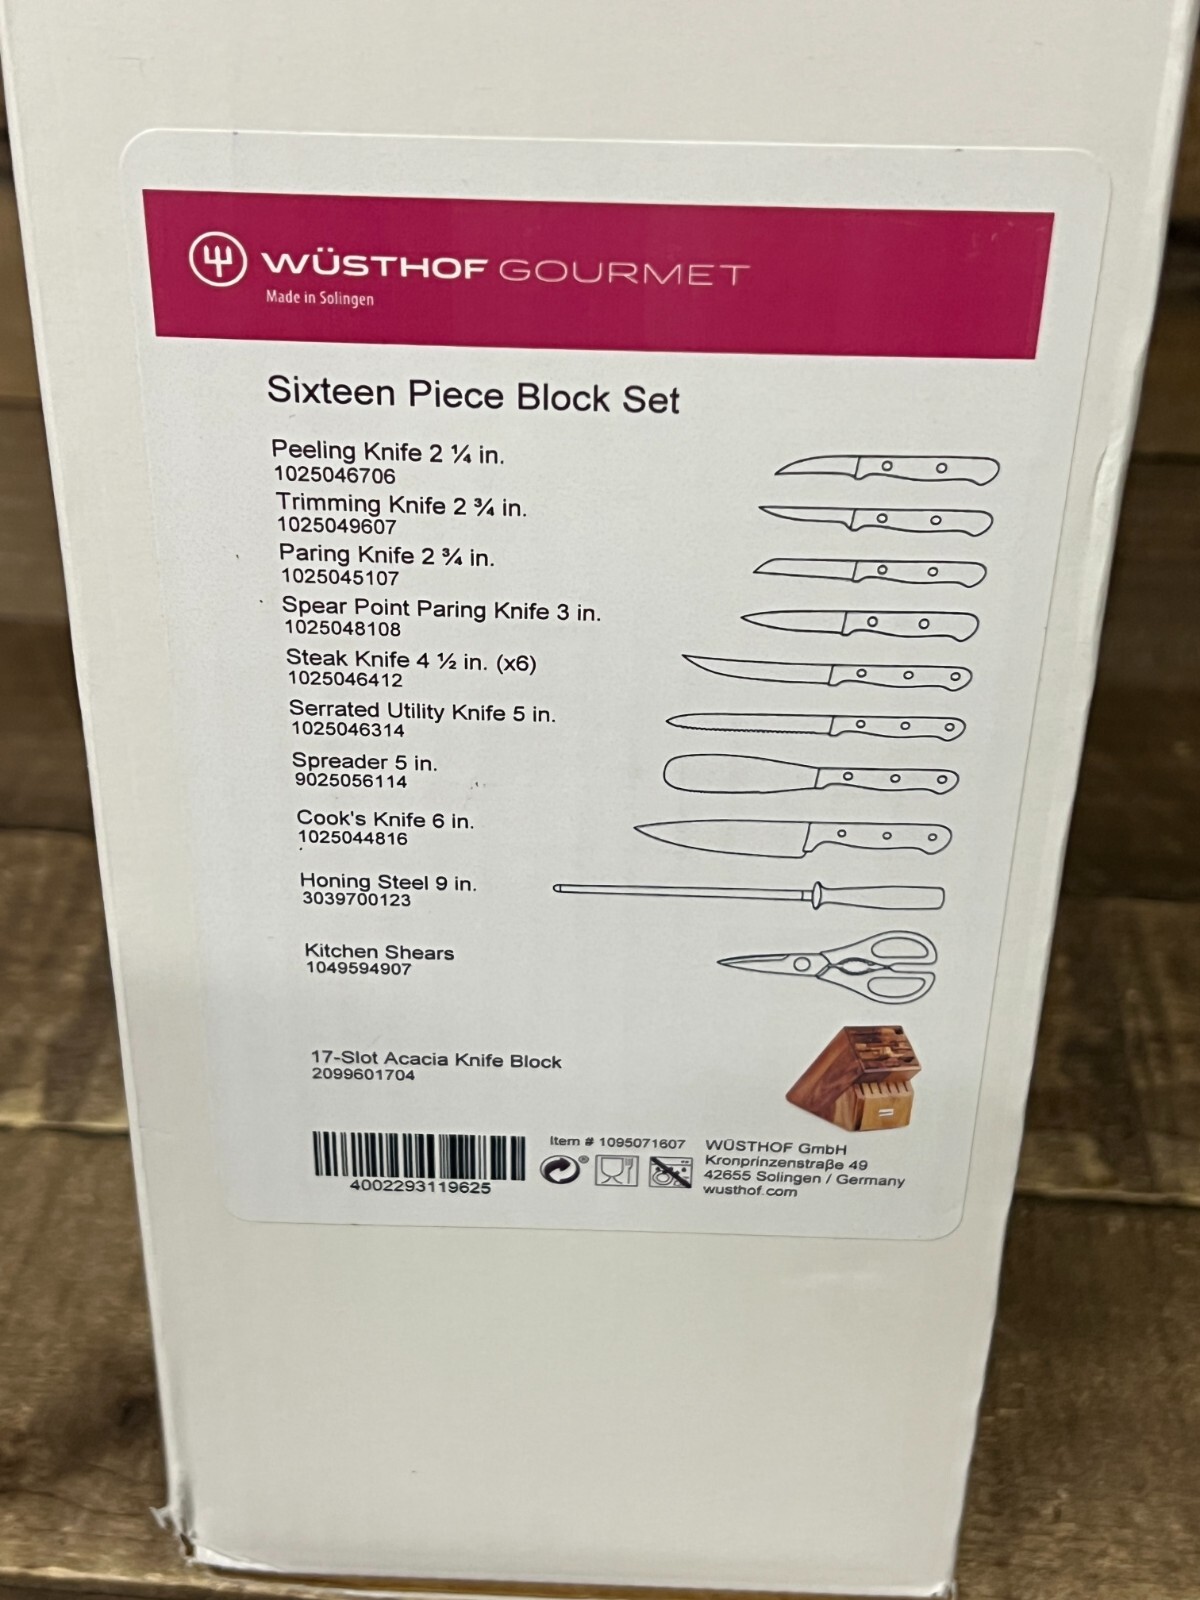 WÜSTHOF GOURMET
Made in Solingen
Sixteen Piece Block Set
Peeling Knife 2 ¼ in.
1025046706
Trimming Knife 2 ¾ in.
1025049607
Paring Knife 2 ¾ in.
1025045107
Spear Point Paring Knife 3 in.
1025048108
Steak Knife 4 ½ in. (x6)
1025046412
Serrated Utility Knife 5 in.
1025046314
Spreader 5 in.
9025056114
Cook's Knife 6 in.
1025044816
Honing Steel 9 in.
3039700123
Kitchen Shears
1049594907
17-Slot Acacia Knife Block
2099601704
4002293119625
Item # 1095071607
®
WÜSTHOF GmbH
Kronprinzenstraβe 49
42655 Solingen / Germany
wusthof.com